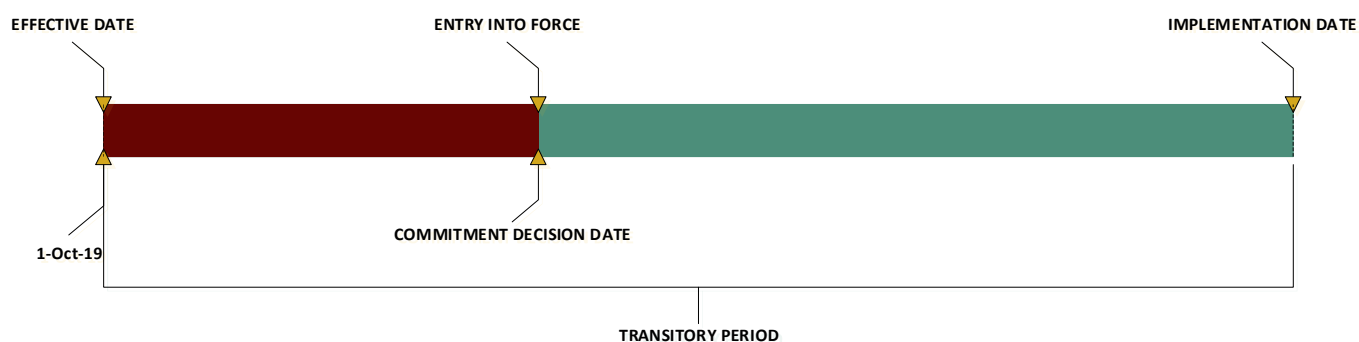 EFFECTIVE DATE
ENTRY INTO FORCE
IMPLEMENTATION DATE
COMMITMENT DECISION DATE
1-Oct-19
TRANSITORY PERIOD